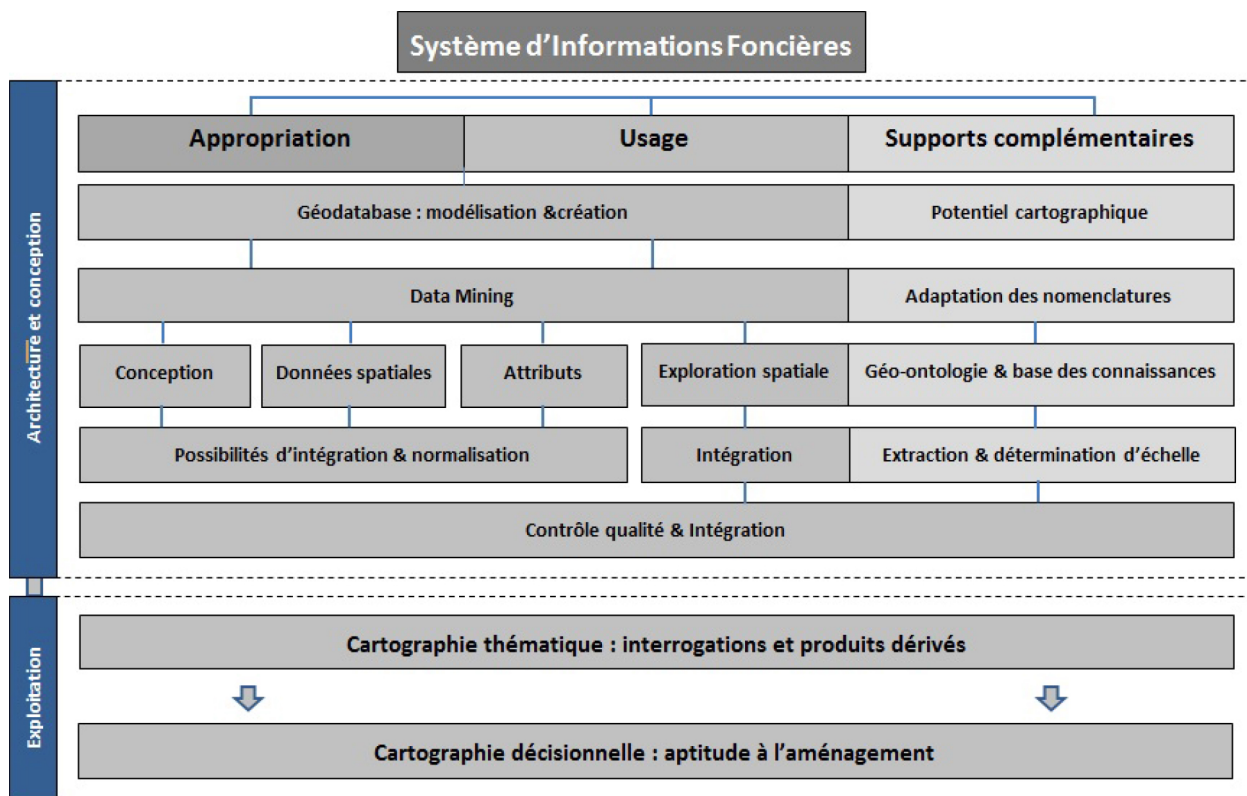 Système d’Informations Foncières
Architecture et conception
Appropriation
Usage
Supports complémentaires
Géodatabase : modélisation &création
Potentiel cartographique
Data Mining
Adaptation des nomenclatures
Conception
Données spatiales
Attributs
Exploration spatiale
Géo-ontologie & base des connaissances
Possibilités d’intégration & normalisation
Intégration
Extraction & détermination d’échelle
Contrôle qualité & Intégration
Exploitation
Cartographie thématique : interrogations et produits dérivés
Cartographie décisionnelle : aptitude à l’aménagement